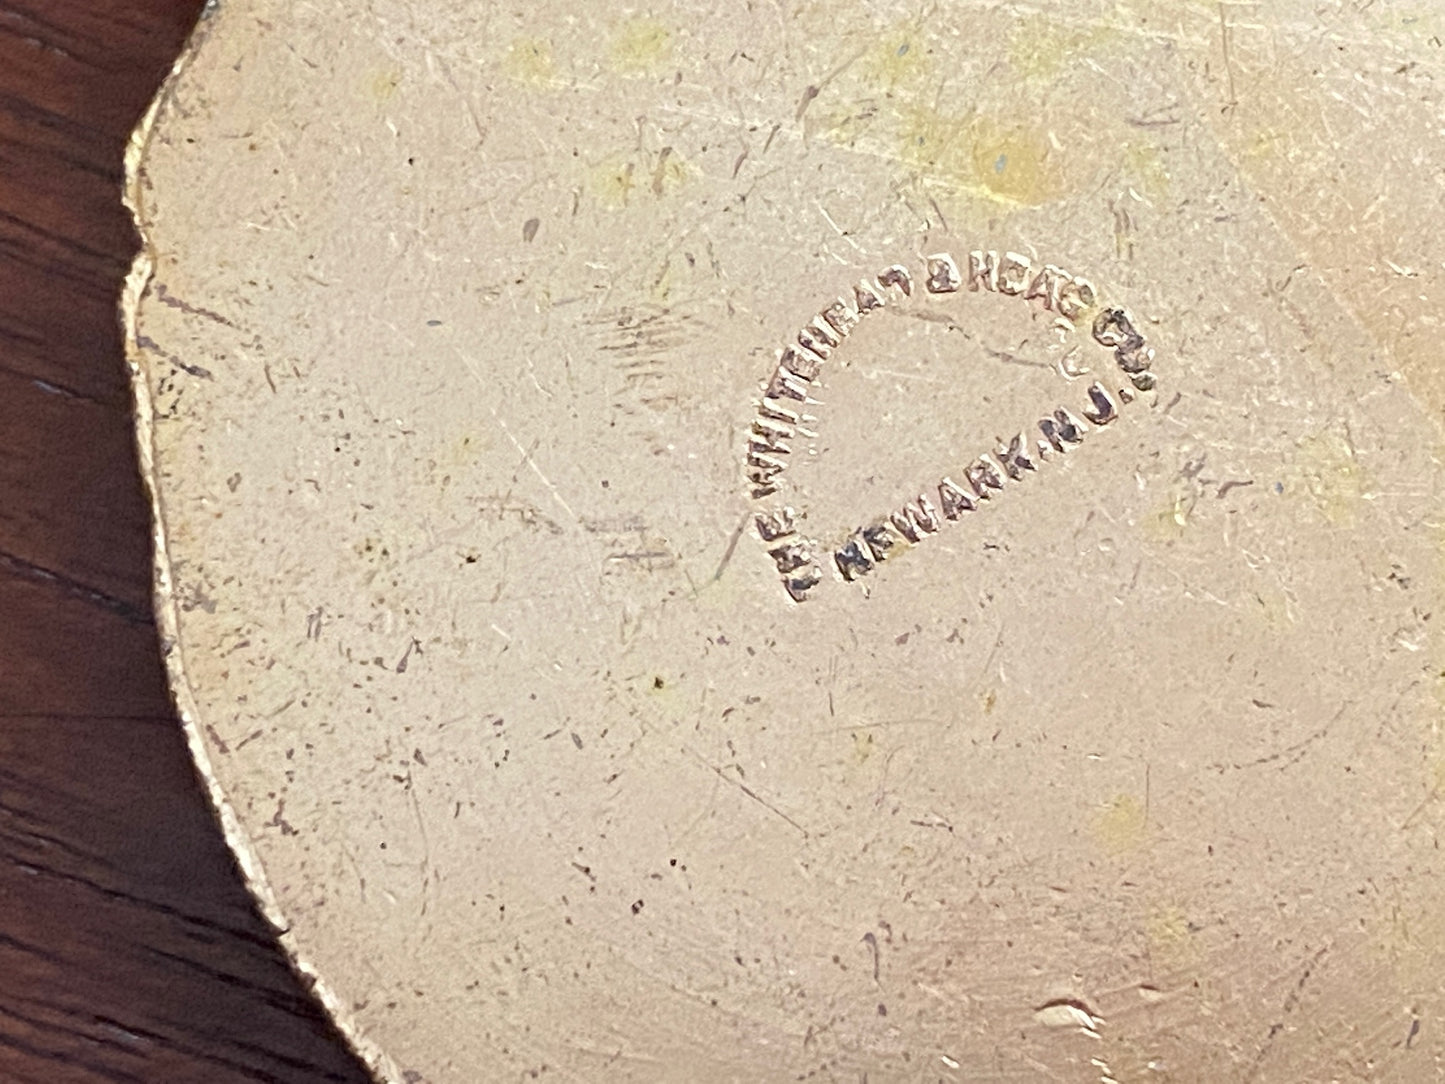 THE WHITEHEAD & HOAG CO.
NEWARK, N.J.